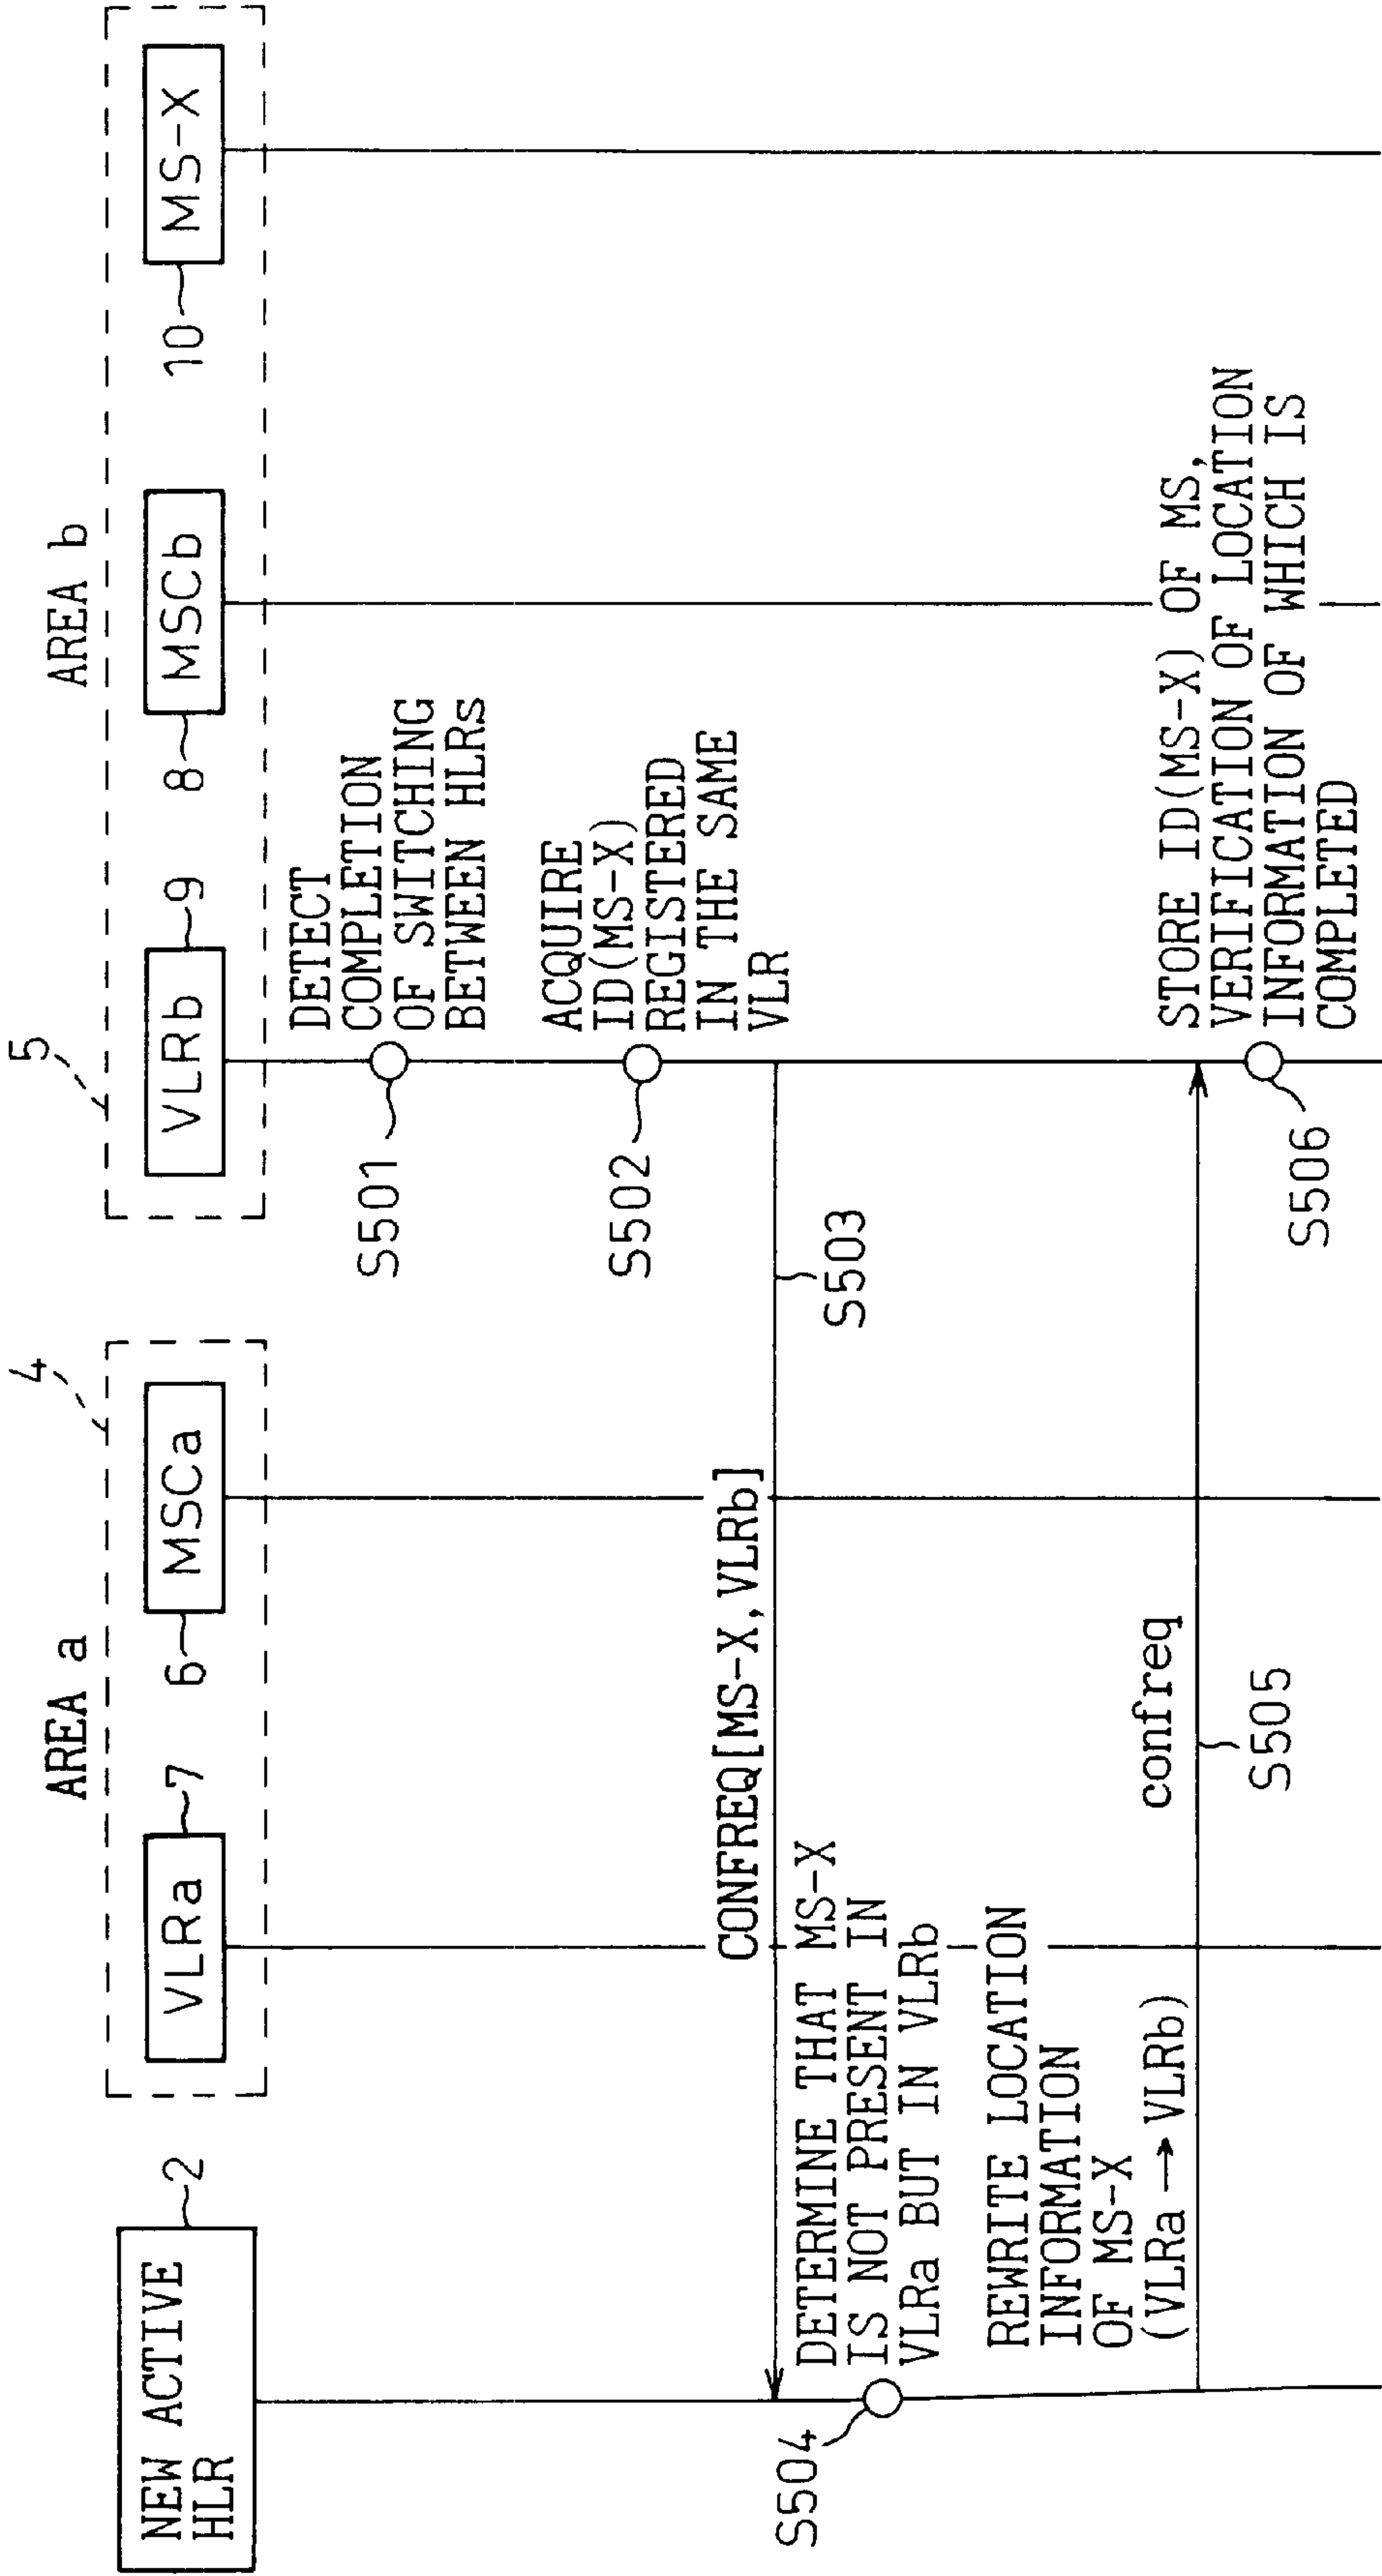 AREA a
AREA b
4
5
NEW ACTIVE
HLR
2
VLRa
7
6
MSCa
VLRb
9
8
MSCb
10
MS-X
DETECT
COMPLETION
OF SWITCHING
BETWEEN HLRs
S501
ACQUIRE
ID(MS-X)
REGISTERED
IN THE SAME
VLR
S502
CONFREQ[MS-X,VLRb]
S503
DETERMINE THAT MS-X
IS NOT PRESENT IN
VLRa BUT IN VLRb
S504
REWRITE LOCATION
INFORMATION
OF MS-X
(VLRa → VLRb)
confreq
S505
STORE ID(MS-X) OF MS,
VERIFICATION OF LOCATION
INFORMATION OF WHICH IS
COMPLETED
S506